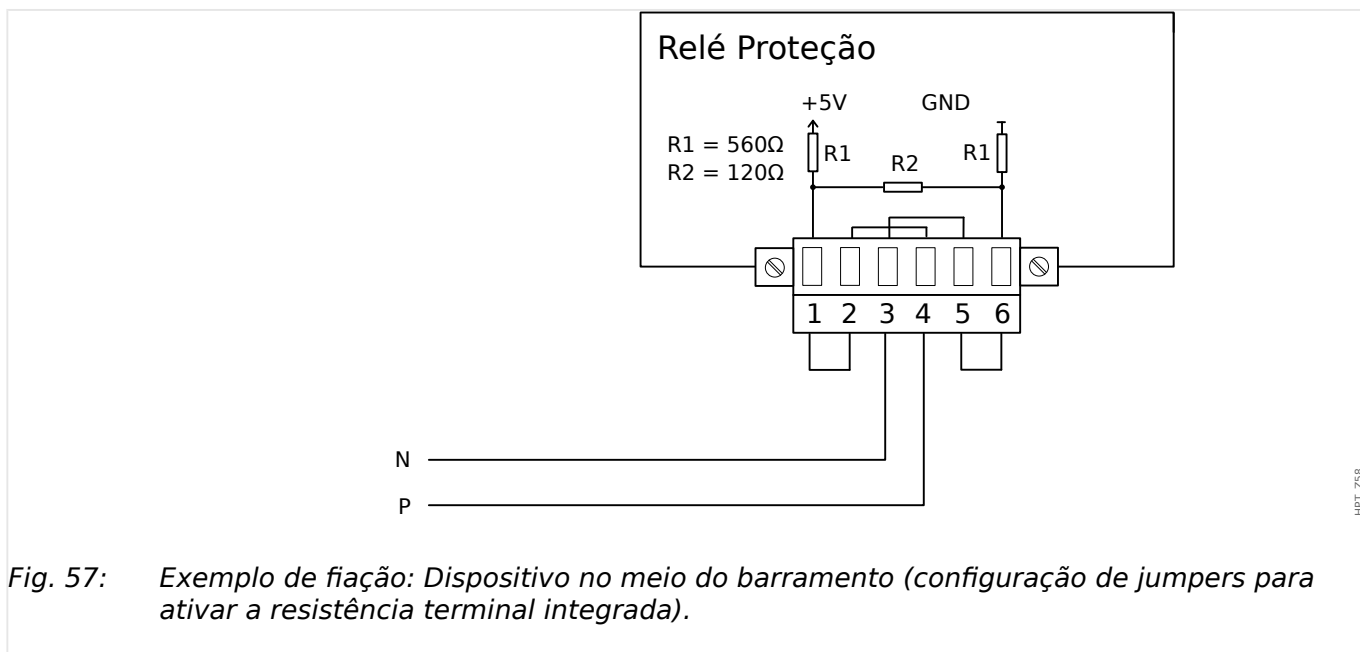 Relé Proteção
+5V GND
R1 = 560Ω
R2 = 120Ω
R1 R2 R1
1 2 3 4 5 6
N
P
HPT_Z58
Fig. 57: Exemplo de fiação: Dispositivo no meio do barramento (configuração de jumpers para
ativar a resistência terminal integrada).